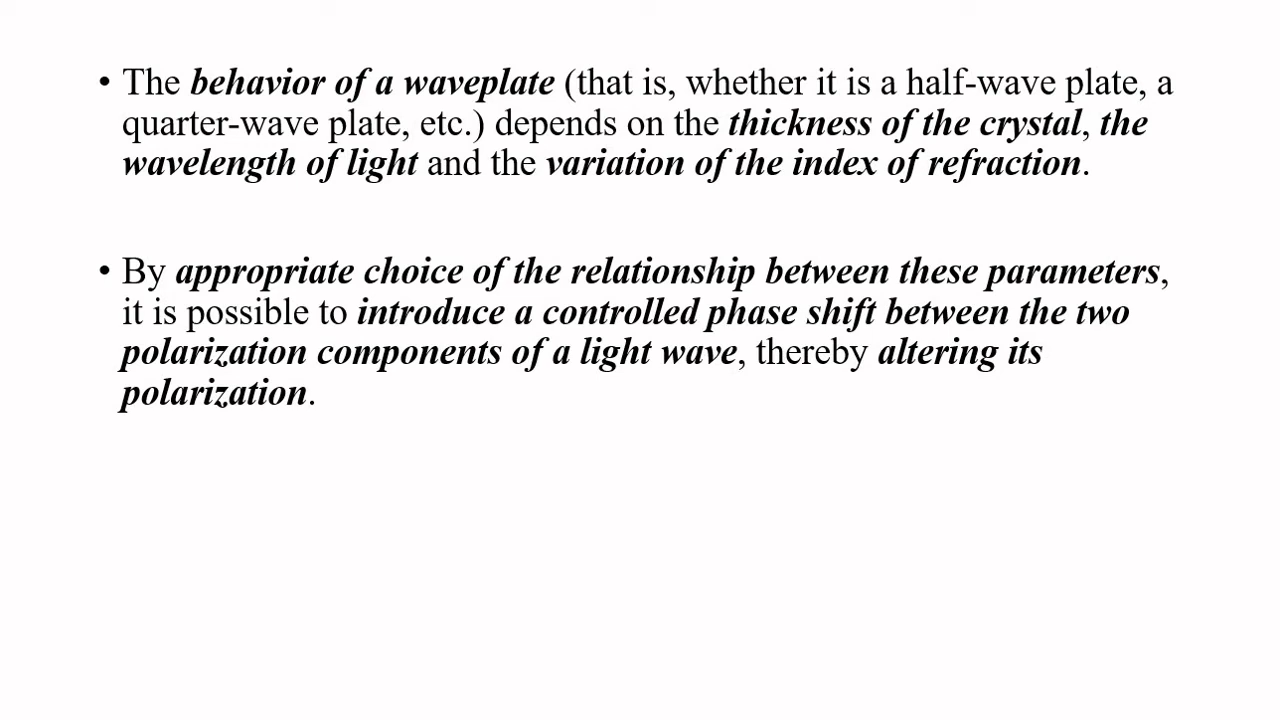 • The behavior of a waveplate (that is, whether it is a half-wave plate, a
quarter-wave plate, etc.) depends on the thickness of the crystal, the
wavelength of light and the variation of the index of refraction.
• By appropriate choice of the relationship between these parameters,
it is possible to introduce a controlled phase shift between the two
polarization components of a light wave, thereby altering its
polarization.